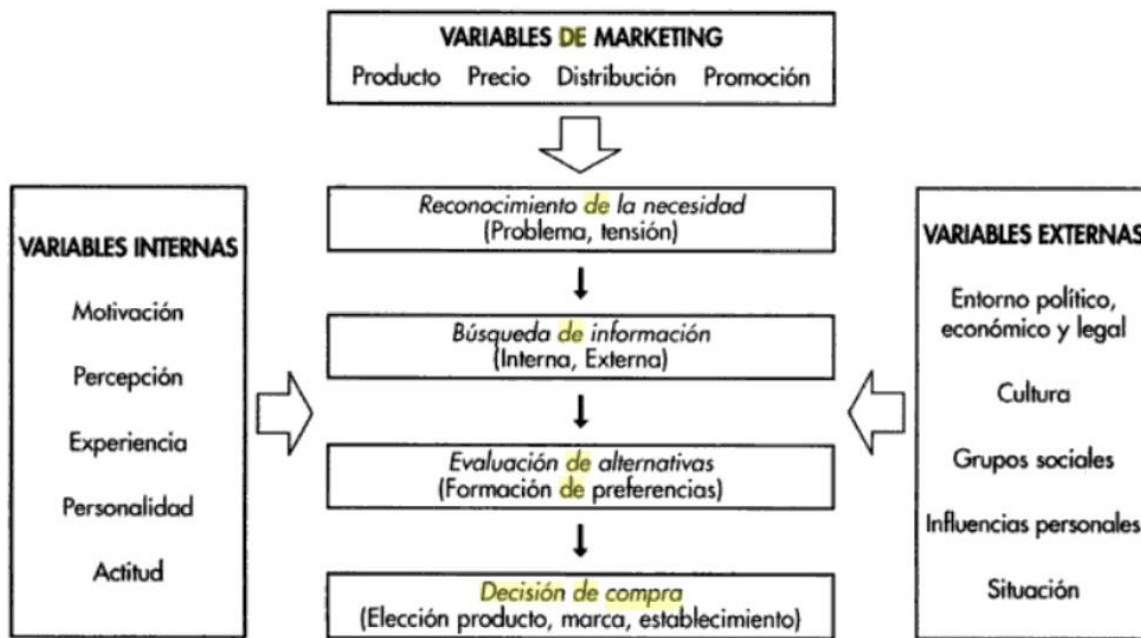 VARIABLES DE MARKETING
Producto Precio Distribución Promoción
VARIABLES INTERNAS
Motivación
Percepción
Experiencia
Personalidad
Actitud
Reconocimiento de la necesidad
(Problema, tensión)
Búsqueda de información
(Interna, Externa)
Evaluación de alternativas
(Formación de preferencias)
Decisión de compra
(Elección producto, marca, establecimiento)
VARIABLES EXTERNAS
Entorno político,
económico y legal
Cultura
Grupos sociales
Influencias personales
Situación